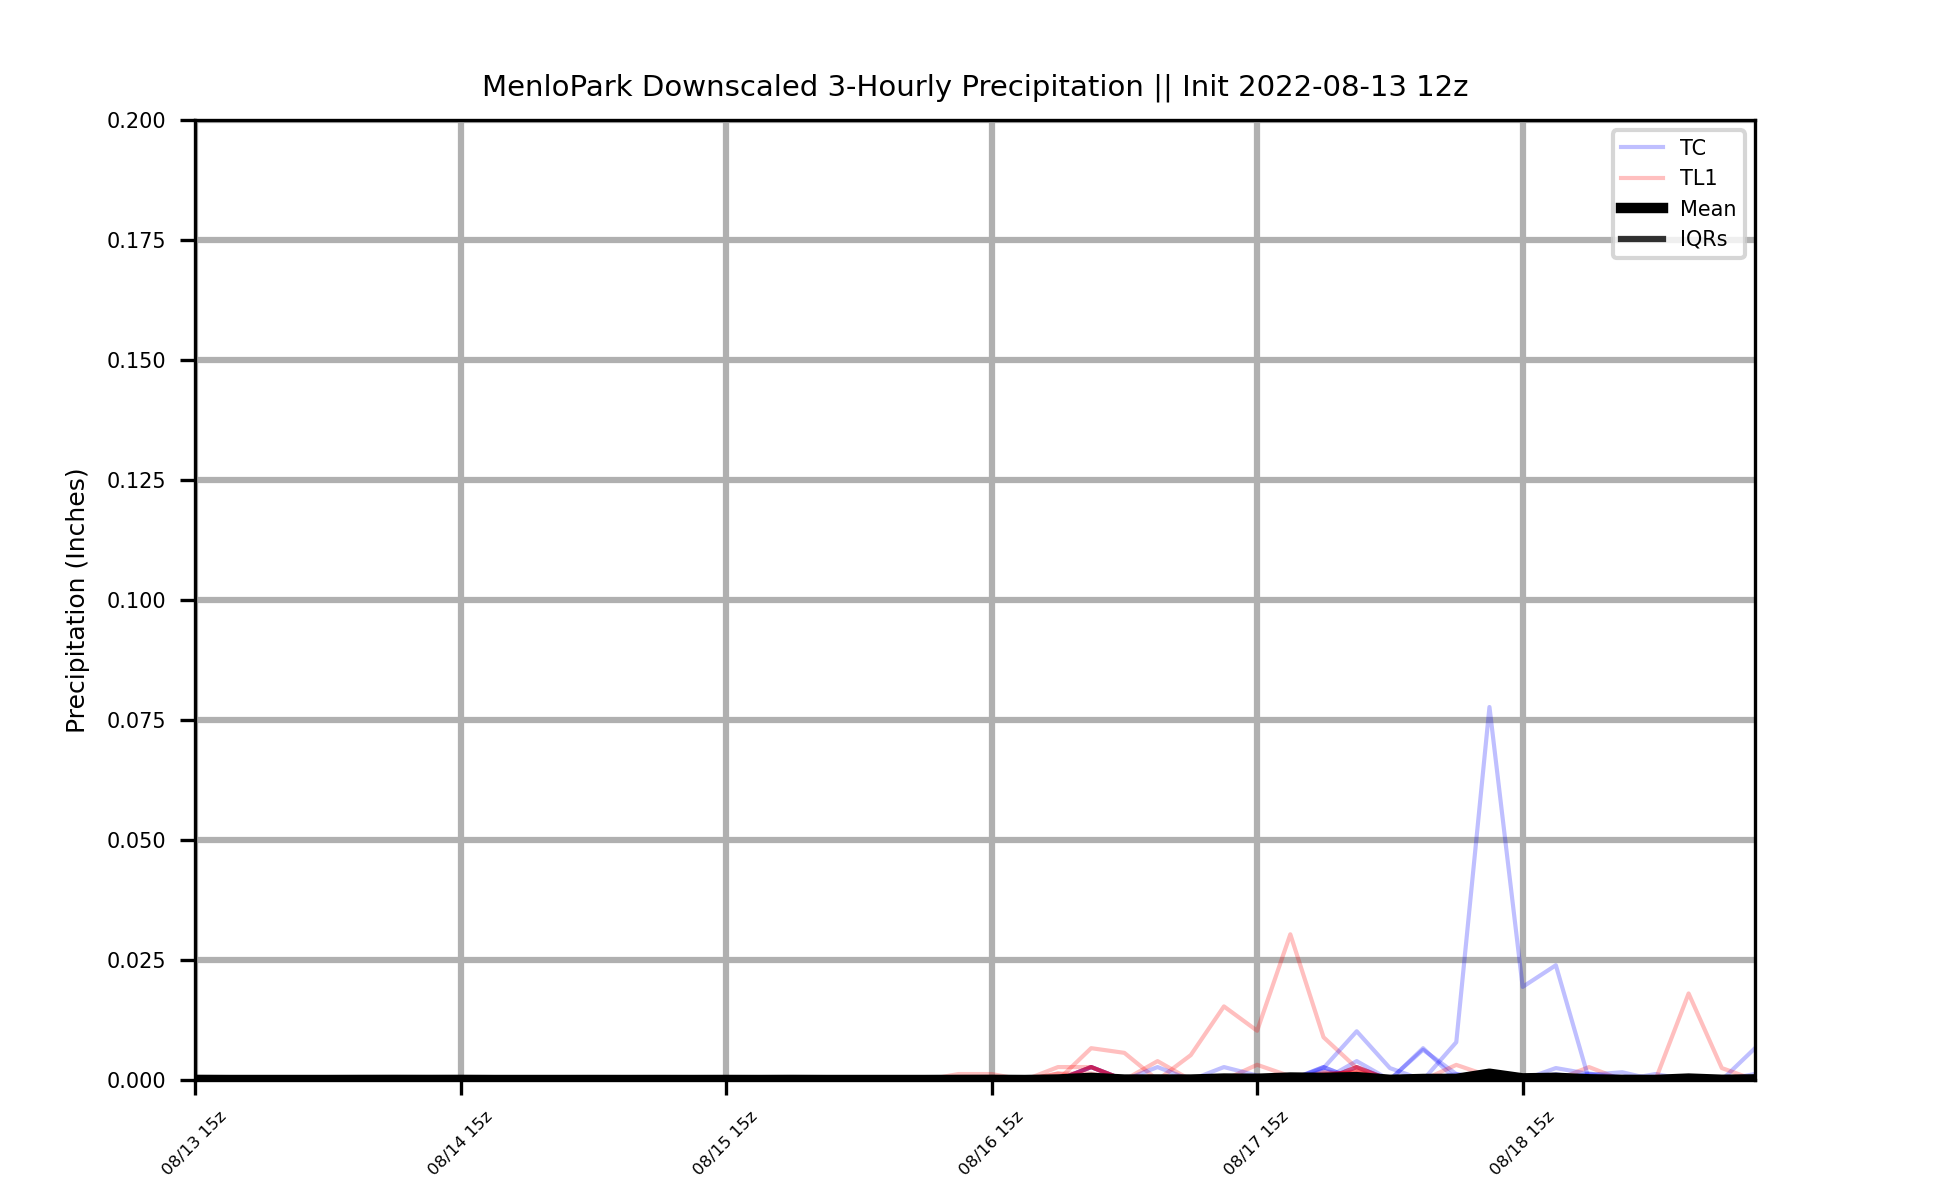 MenloPark Downscaled 3-Hourly Precipitation || Init 2022-08-13 12z
TC
TL1
Mean
IQRs
Precipitation (Inches)
0.200
0.175
0.150
0.125
0.100
0.075
0.050
0.025
0.000
08/13 15z
08/14 15z
08/15 15z
08/16 15z
08/17 15z
08/18 15z